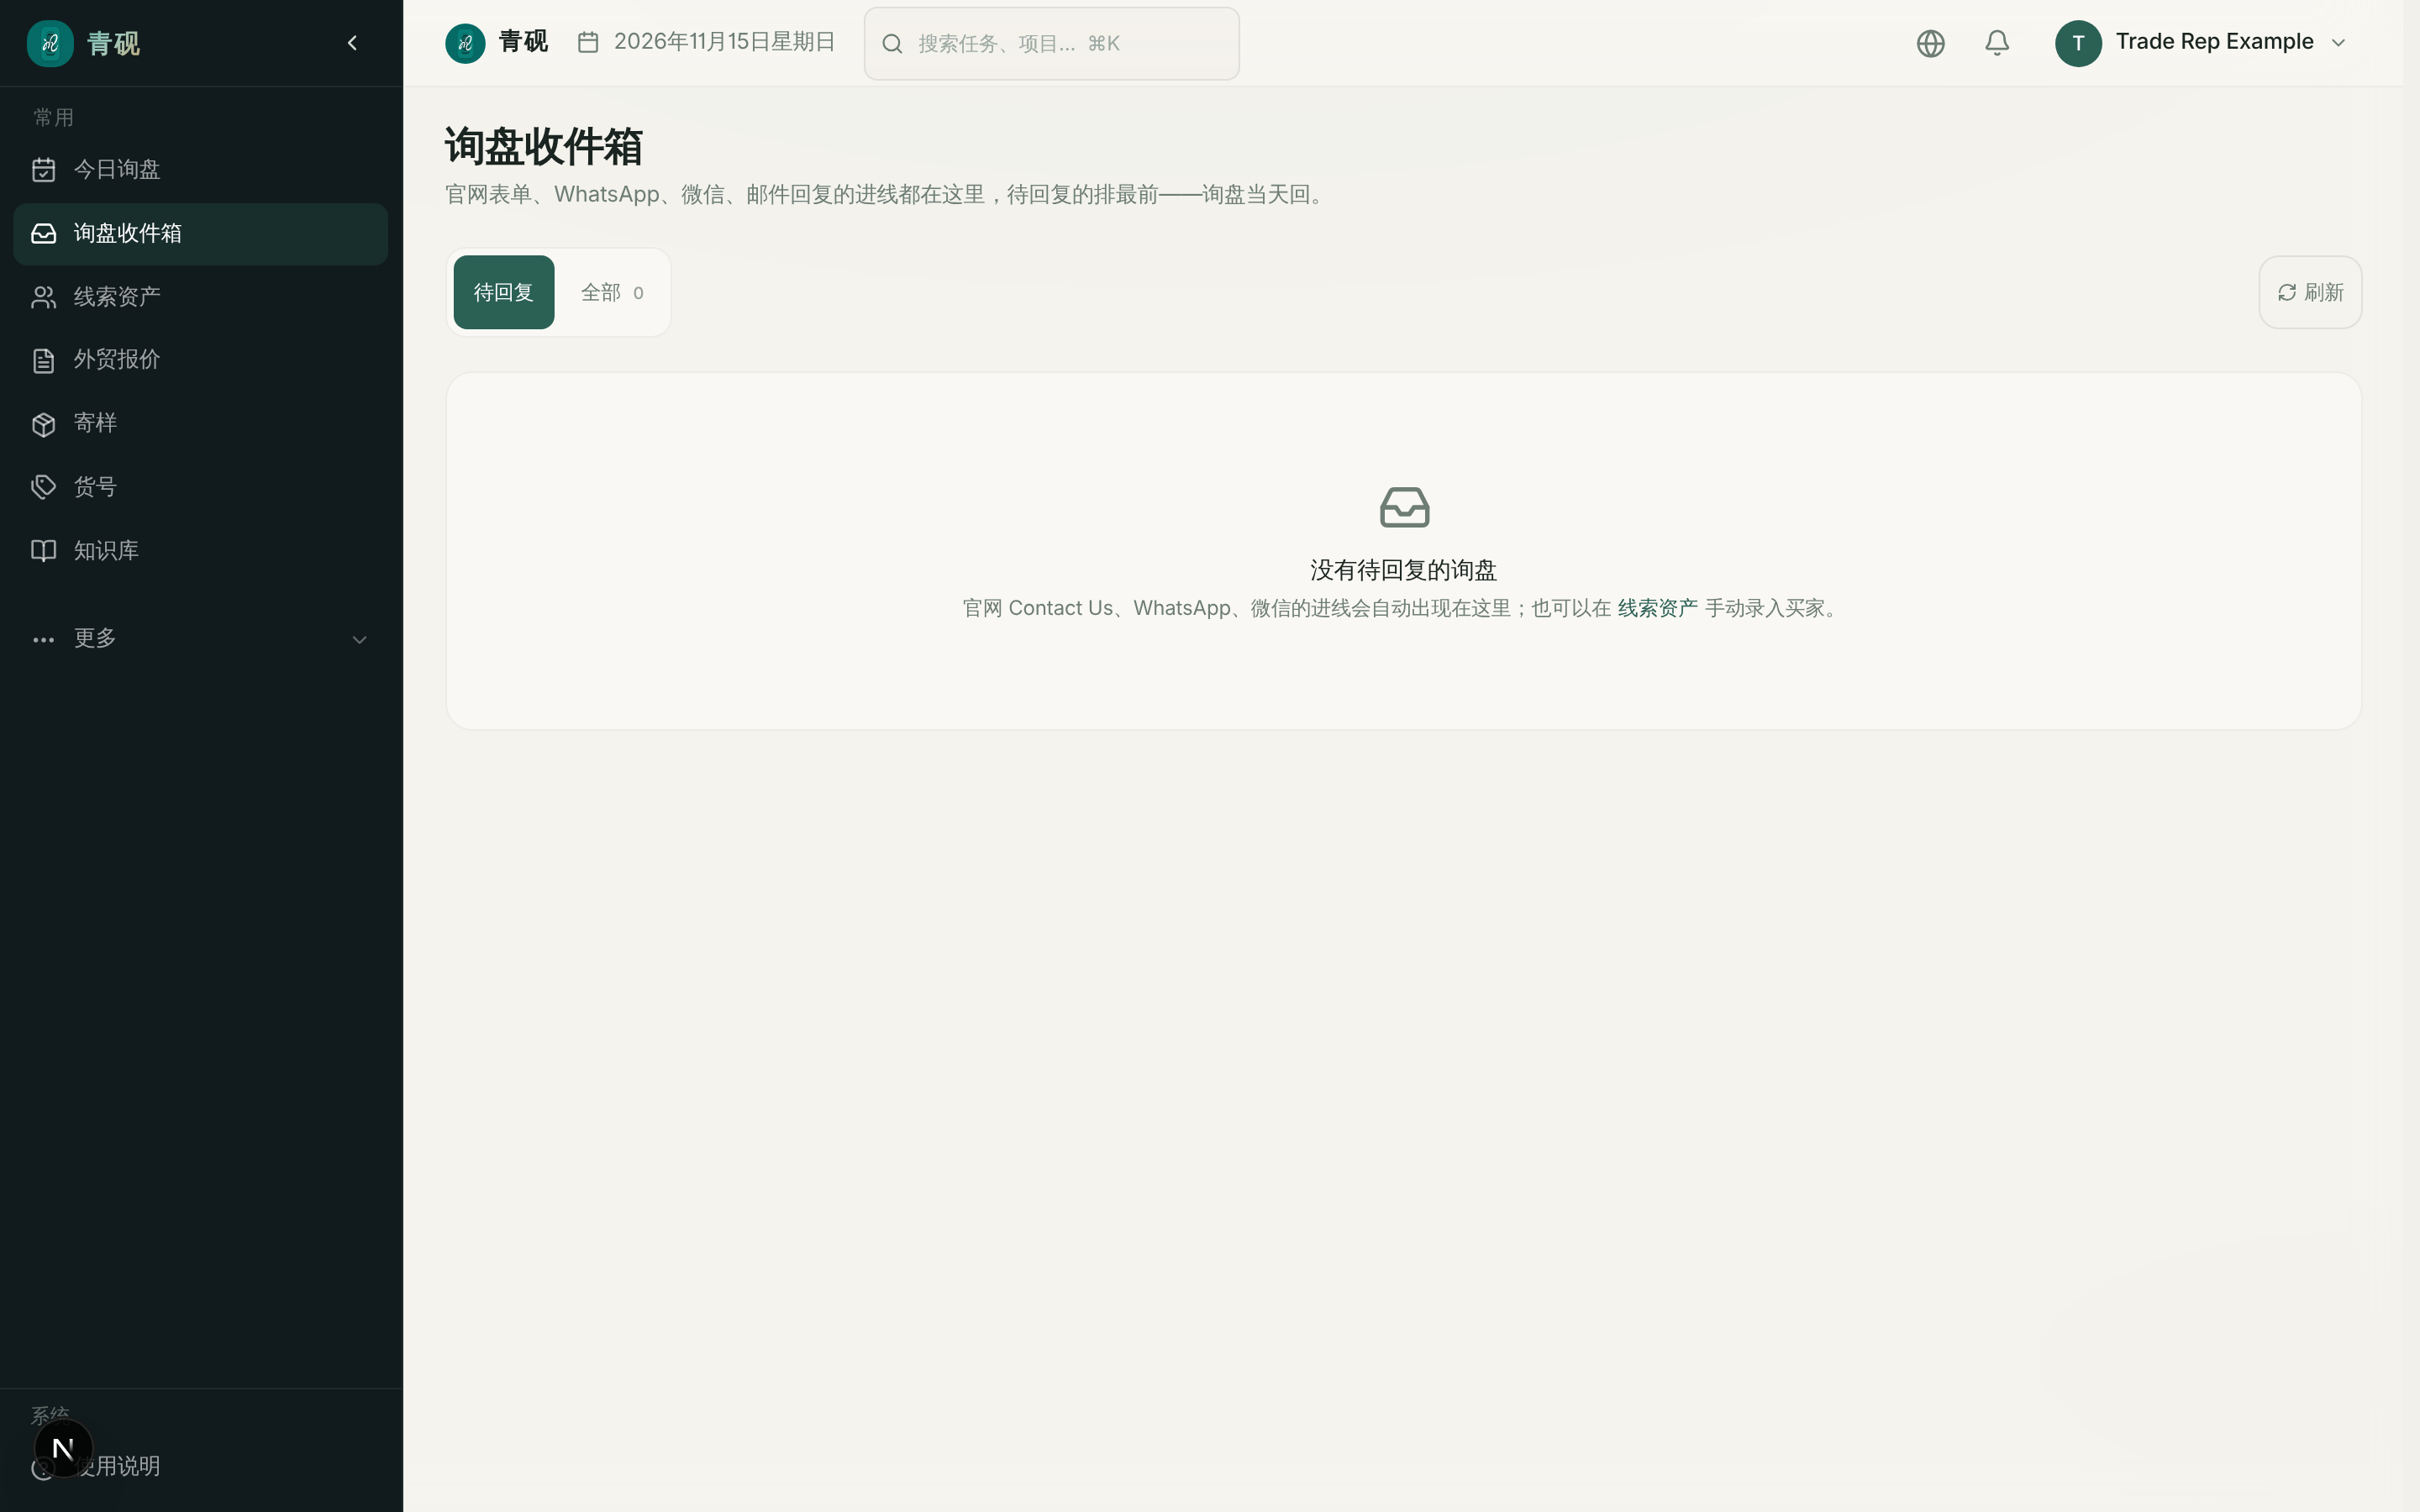 青砚
常用
今日询盘
询盘收件箱
线索资产
外贸报价
寄样
货号
知识库
更多
系统
使用说明
青砚
2026年11月15日星期日
搜索任务、项目... ⌘K
T
Trade Rep Example
询盘收件箱
官网表单、WhatsApp、微信、邮件回复的进线都在这里，待回复的排最前——询盘当天回。
待回复
全部 0
刷新
没有待回复的询盘
官网 Contact Us、WhatsApp、微信的进线会自动出现在这里；也可以在 线索资产 手动录入买家。